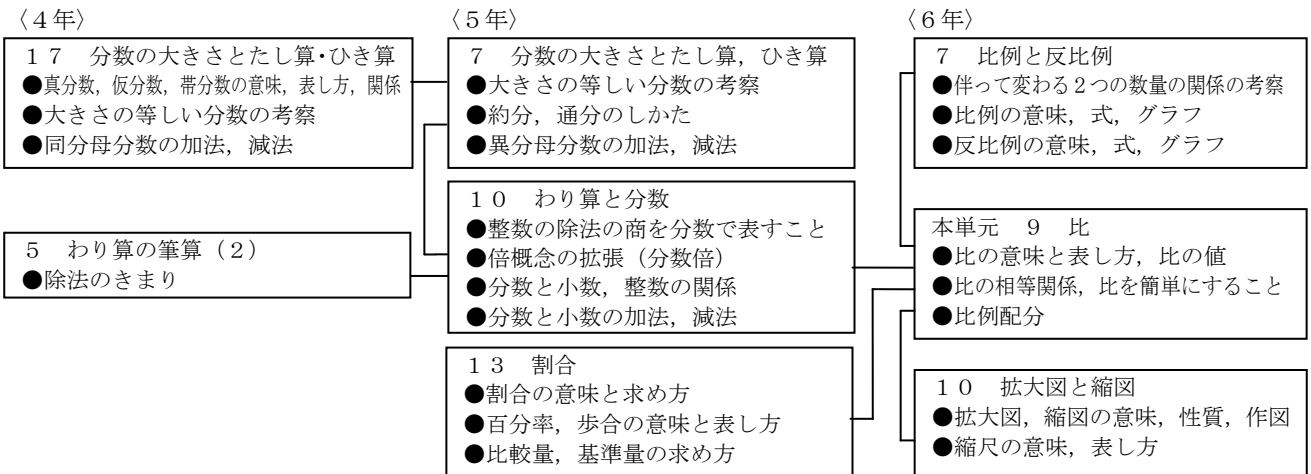 〈４年〉
１７　分数の大きさとたし算・ひき算
●真分数，仮分数，帯分数の意味，表し方，関係
●大きさの等しい分数の考察
●同分母分数の加法，減法
５　わり算の筆算（２）
●除法のきまり
〈５年〉
７　分数の大きさとたし算，ひき算
●大きさの等しい分数の考察
●約分，通分のしかた
●異分母分数の加法，減法
１０　わり算と分数
●整数の除法の商を分数で表すこと
●倍概念の拡張（分数倍）
●分数と小数，整数の関係
●分数と小数の加法，減法
１３　割合
●割合の意味と求め方
●百分率，歩合の意味と表し方
●比較量，基準量の求め方
〈６年〉
７　比例と反比例
●伴って変わる２つの数量の関係の考察
●比例の意味，式，グラフ
●反比例の意味，式，グラフ
本単元　９　比
●比の意味と表し方，比の値
●比の相等関係，比を簡単にすること
●比例配分
１０　拡大図と縮図
●拡大図，縮図の意味，性質，作図
●縮尺の意味，表し方